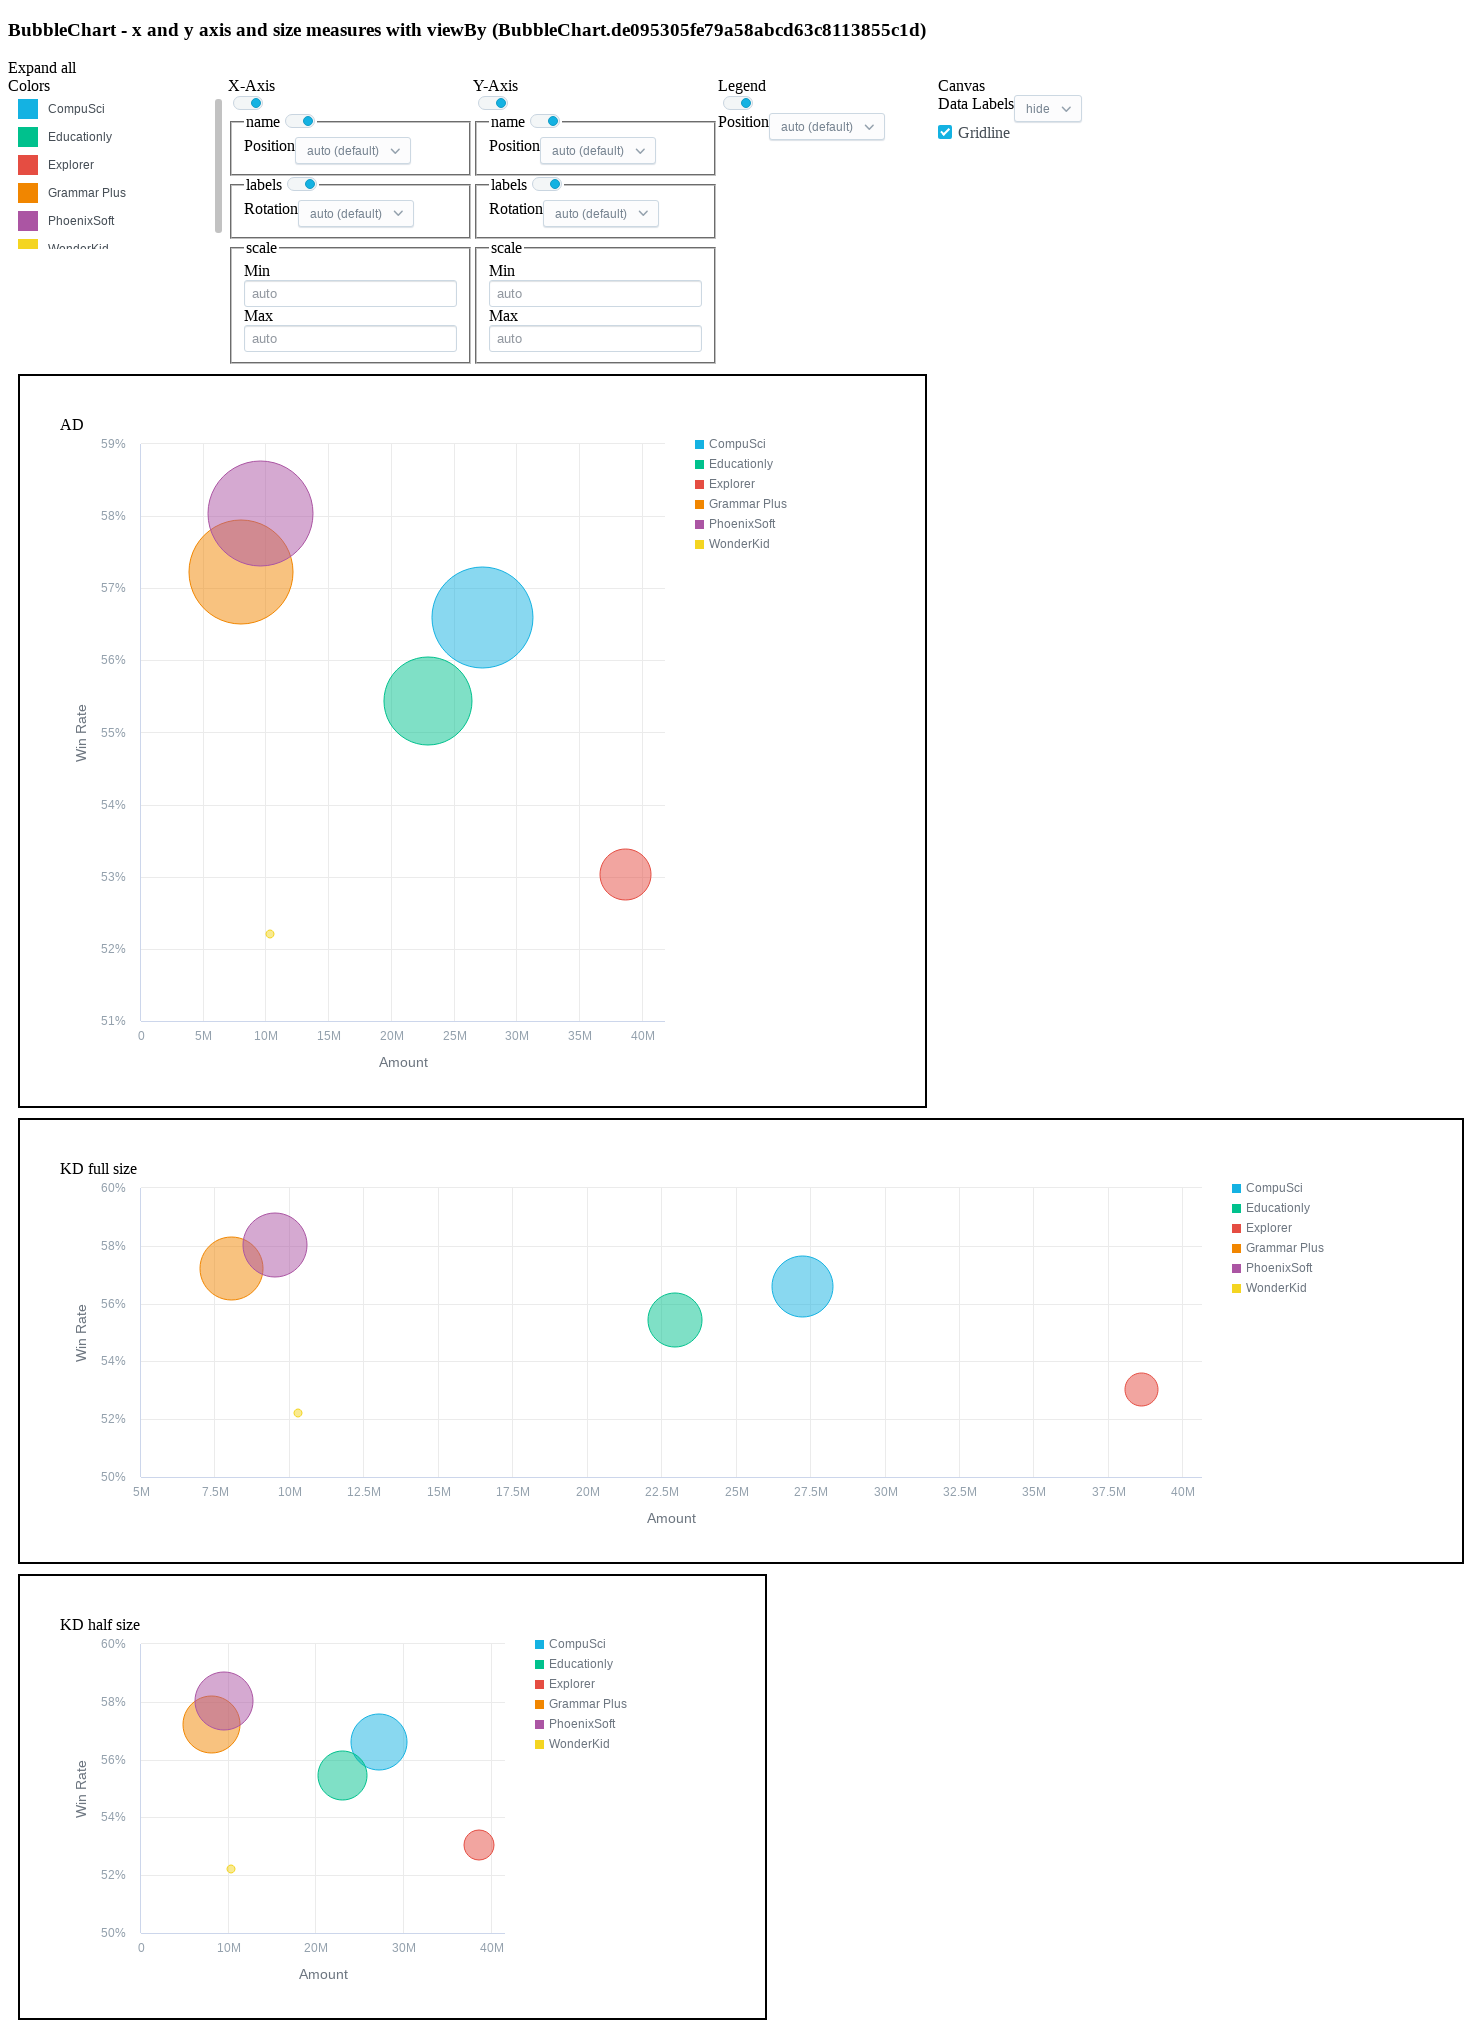 BubbleChart - x and y axis and size measures with viewBy (BubbleChart.de095305fe79a58abcd63c8113855c1d)
Expand all
Colors
CompuSci
Educationly
Explorer
Grammar Plus
PhoenixSoft
WonderKid
X-Axis
name
Position auto (default)
labels
Rotation auto (default)
scale
Min
auto
Max
auto
Y-Axis
name
Position auto (default)
labels
Rotation auto (default)
scale
Min
auto
Max
auto
Legend
Position auto (default)
Canvas
Data Labels hide
Gridline
AD
59%
58%
57%
56%
55%
54%
53%
52%
51%
Win Rate
0 5M 10M 15M 20M 25M 30M 35M 40M
Amount
CompuSci
Educationly
Explorer
Grammar Plus
PhoenixSoft
WonderKid
KD full size
60%
58%
56%
54%
52%
50%
Win Rate
5M 7.5M 10M 12.5M 15M 17.5M 20M 22.5M 25M 27.5M 30M 32.5M 35M 37.5M 40M
Amount
CompuSci
Educationly
Explorer
Grammar Plus
PhoenixSoft
WonderKid
KD half size
60%
58%
56%
54%
52%
50%
Win Rate
0 10M 20M 30M 40M
Amount
CompuSci
Educationly
Explorer
Grammar Plus
PhoenixSoft
WonderKid